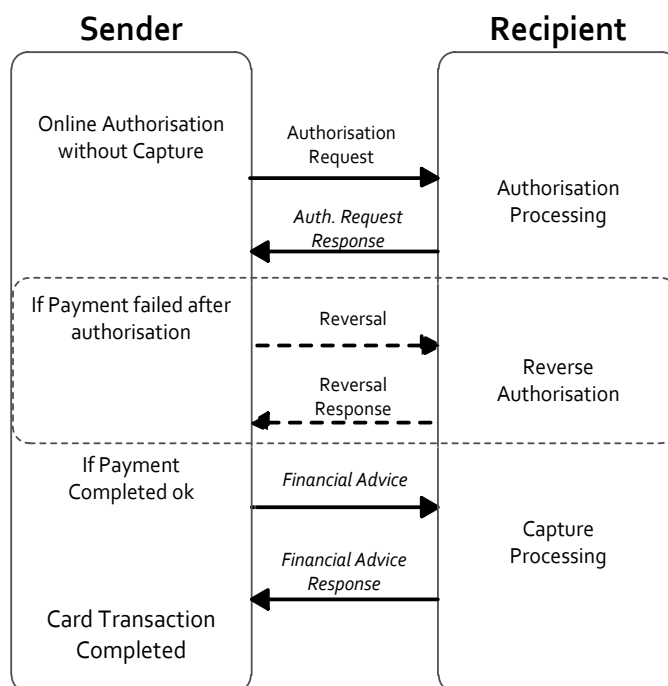 Sender
Recipient
Online Authorisation
without Capture
Authorisation
Request
Authorisation
Processing
Auth. Request
Response
If Payment failed after
authorisation
Reversal
Reverse
Authorisation
Reversal
Response
If Payment
Completed ok
Financial Advice
Capture
Processing
Financial Advice
Response
Card Transaction
Completed